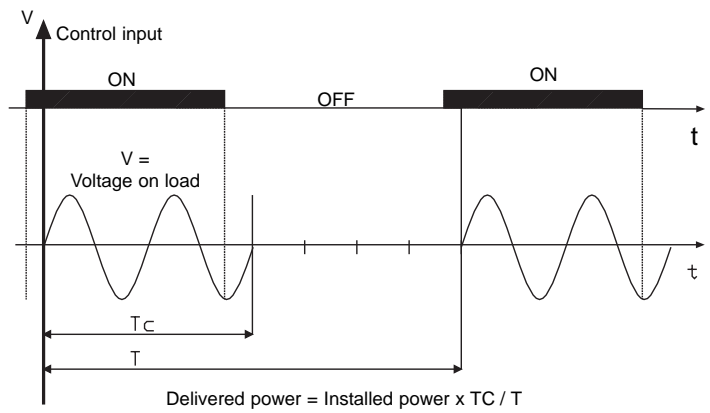 V
Control input
ON
OFF
ON
t
V =
Voltage on load
t
Tc
T
Delivered power = Installed power x TC / T